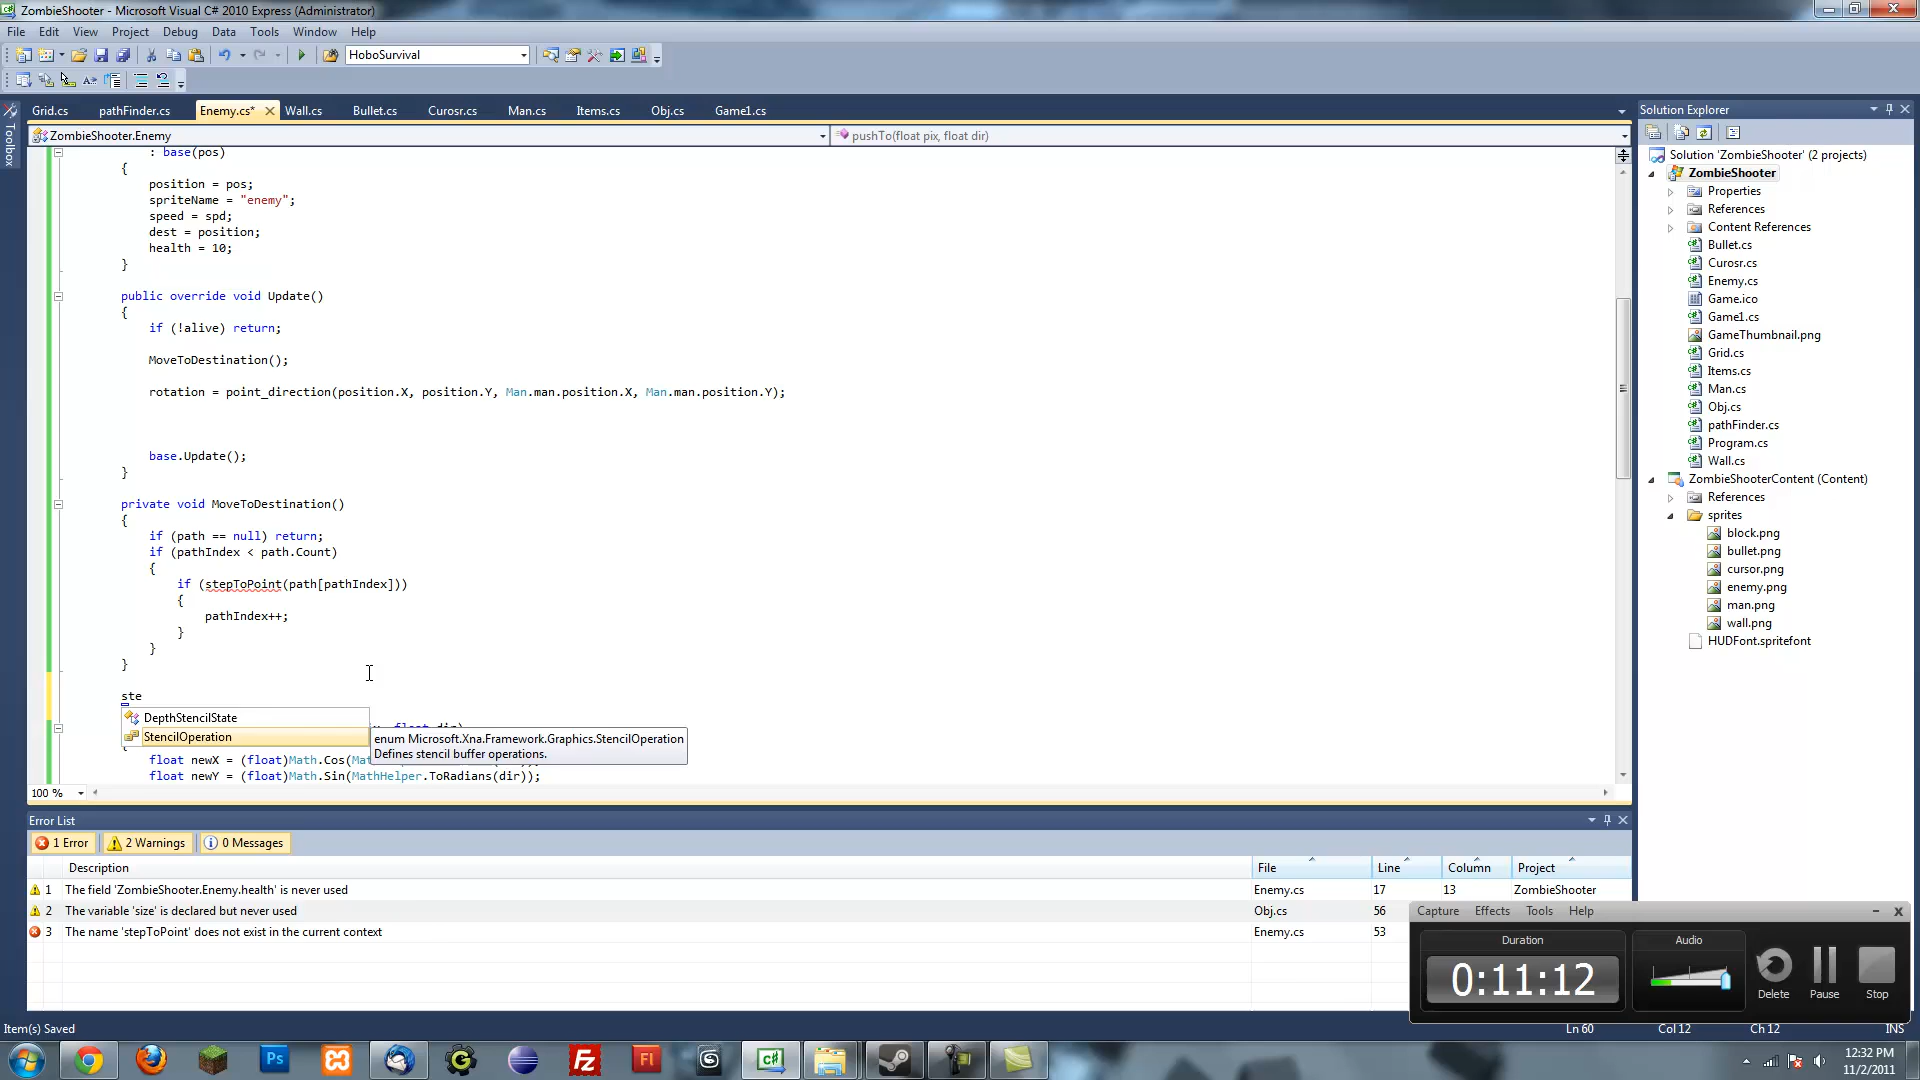 ZombieShooter - Microsoft Visual C# 2010 Express (Administrator)
File Edit View Project Debug Data Tools Window Help
HoboSurvival
Grid.cs pathFinder.cs Enemy.cs* Wall.cs Bullet.cs Curosr.cs Man.cs Items.cs Obj.cs Game1.cs
Toolbox
ZombieShooter.Enemy pushTo(float pix, float dir)
: base(pos)
{
position = pos;
spriteName = "enemy";
speed = spd;
dest = position;
health = 10;
}
public override void Update()
{
if (!alive) return;
MoveToDestination();
rotation = point_direction(position.X, position.Y, Man.man.position.X, Man.man.position.Y);
base.Update();
}
private void MoveToDestination()
{
if (path == null) return;
if (pathIndex < path.Count)
{
if (stepToPoint(path[pathIndex]))
{
pathIndex++;
}
}
}
ste
DepthStencilState
StencilOperation
enum Microsoft.Xna.Framework.Graphics.StencilOperation
Defines stencil buffer operations.
float newX = (float)Math.Cos(
float newY = (float)Math.Sin(MathHelper.ToRadians(dir));
100 %
Solution Explorer
Solution 'ZombieShooter' (2 projects)
ZombieShooter
Properties
References
Content References
Bullet.cs
Curosr.cs
Enemy.cs
Game.ico
Game1.cs
GameThumbnail.png
Grid.cs
Items.cs
Man.cs
Obj.cs
pathFinder.cs
Program.cs
Wall.cs
ZombieShooterContent (Content)
References
sprites
block.png
bullet.png
cursor.png
enemy.png
man.png
wall.png
HUDFont.spritefont
Error List
1 Error 2 Warnings 0 Messages
Description File Line Column Project
1 The field 'ZombieShooter.Enemy.health' is never used Enemy.cs 17 13 ZombieShooter
2 The variable 'size' is declared but never used Obj.cs 56
3 The name 'stepToPoint' does not exist in the current context Enemy.cs 53
Capture Effects Tools Help
Duration Audio
0:11:12
Delete Pause Stop
Item(s) Saved Ln 60 Col 12 Ch 12 INS
12:32 PM
11/2/2011